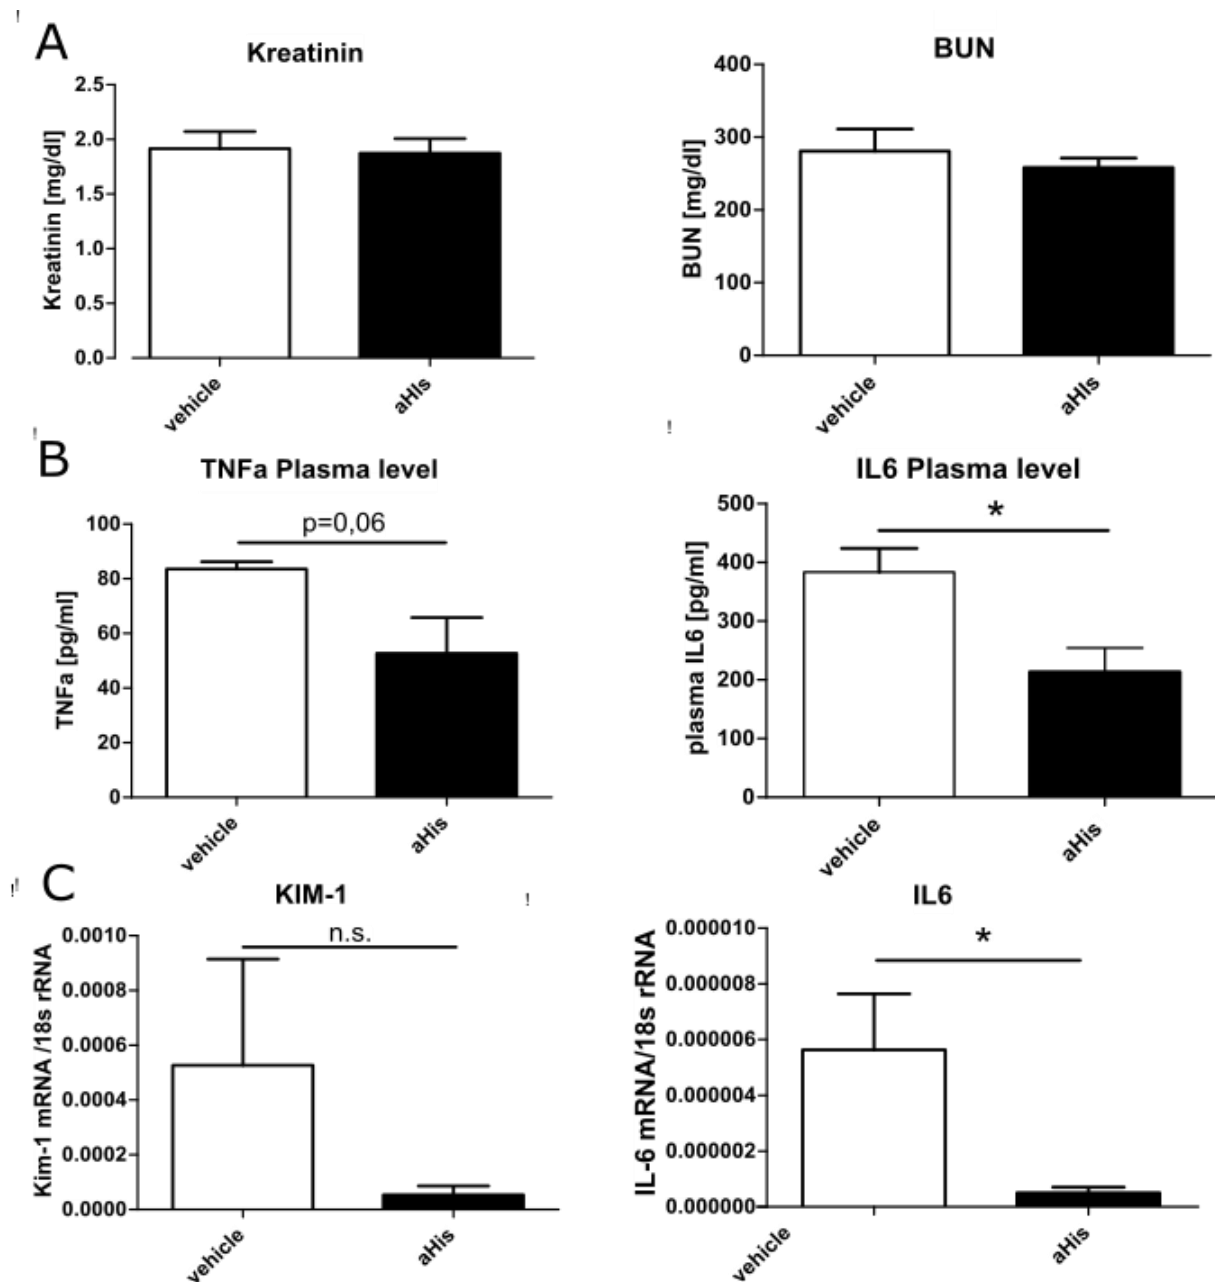 A
Kreatinin
Kreatinin [mg/dl]
2.5
2.0
1.5
1.0
0.5
0.0
vehicle
aHIs
BUN
BUN [mg/dl]
400
300
200
100
0
vehicle
aHIs
B
TNFa Plasma level
p=0,06
TNFa [pg/ml]
100
80
60
40
20
0
vehicle
aHis
IL6 Plasma level
*
plasma IL6 [pg/ml]
500
400
300
200
100
0
vehicle
aHis
C
KIM-1
n.s.
Kim-1 mRNA /18s rRNA
0.0010
0.0008
0.0006
0.0004
0.0002
0.0000
vehicle
aHis
IL6
*
IL-6 mRNA/18s rRNA
0.000010
0.000008
0.000006
0.000004
0.000002
0.000000
vehicle
aHis